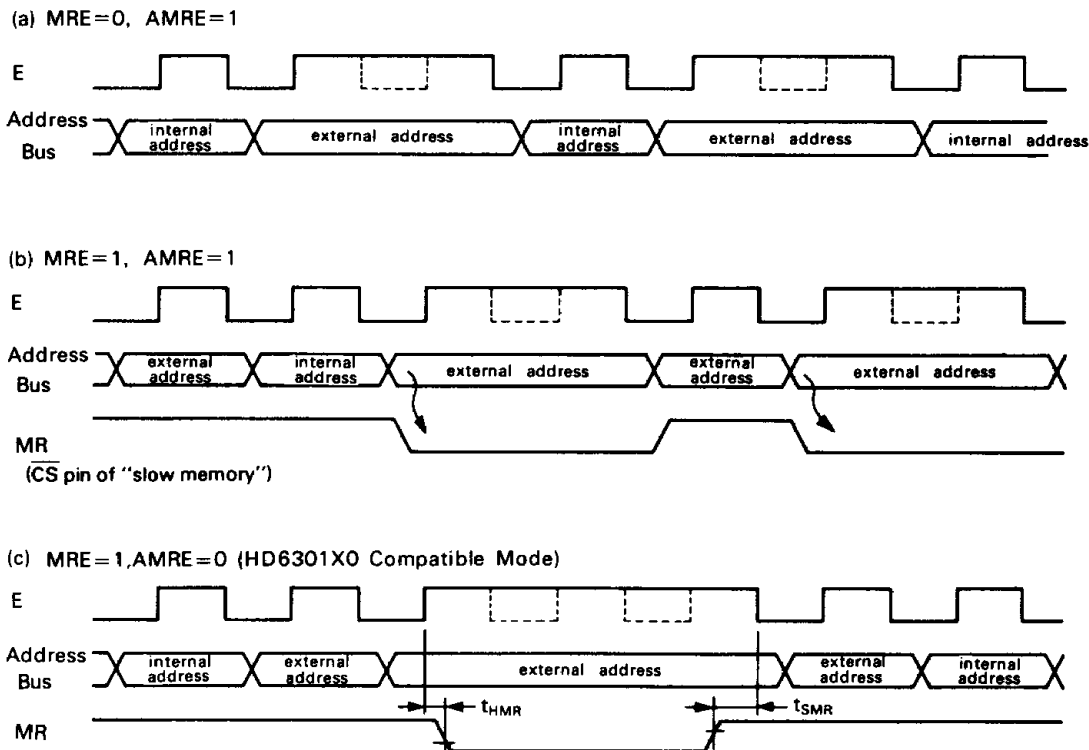 (a) MRE=0, AMRE=1
E
Address Bus
internal address
external address
internal address
external address
internal address
(b) MRE=1, AMRE=1
E
Address Bus
external address
internal address
external address
external address
external address
MR
(C̅S̅ pin of "slow memory")
(c) MRE=1,AMRE=0 (HD6301X0 Compatible Mode)
E
Address Bus
internal address
external address
external address
external address
internal address
tHMR
tSMR
MR